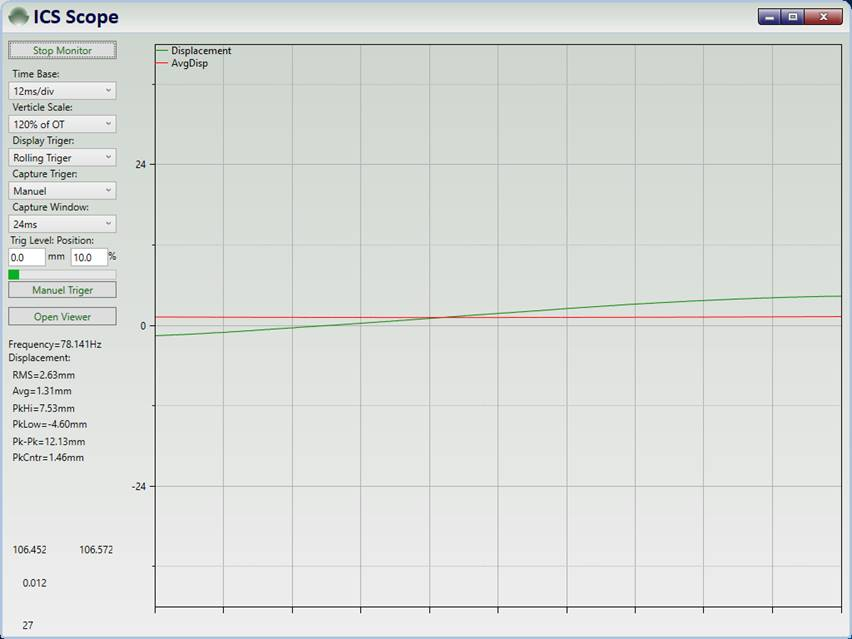 ICS Scope
Stop Monitor
Time Base:
12ms/div
Verticle Scale:
120% of OT
Display Triger:
Rolling Triger
Capture Triger:
Manuel
Capture Window:
24ms
Trig Level: Position:
0.0 mm 10.0 %
Manuel Triger
Open Viewer
Frequency=78.141Hz
Displacement:
RMS=2.63mm
Avg=1.31mm
PkHi=7.53mm
PkLow=-4.60mm
Pk-Pk=12.13mm
PkCntr=1.46mm
106.452 106.572
0.012
27
Displacement
AvgDisp
24
0
-24